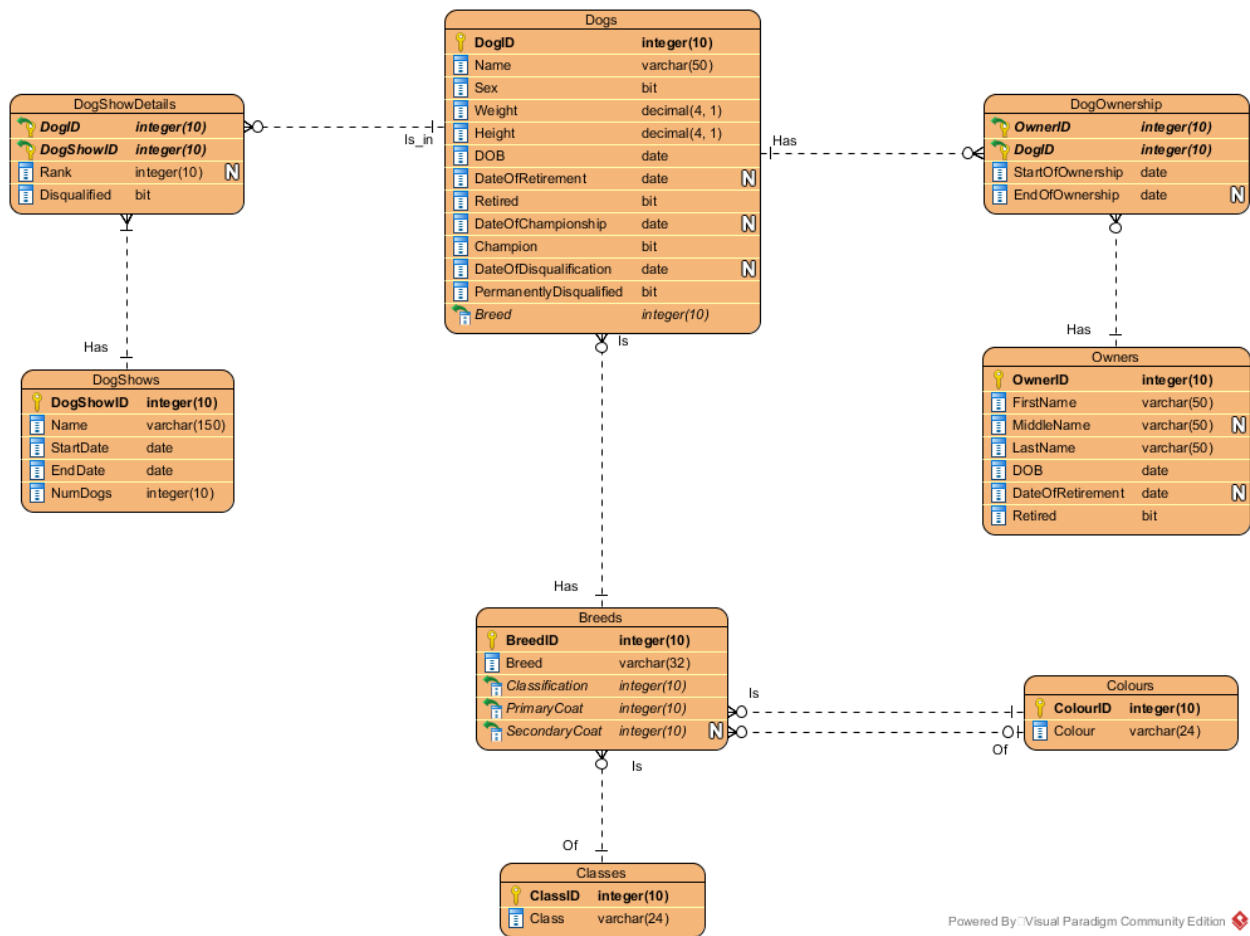 Dogs
DogID integer(10)
Name varchar(50)
Sex bit
Weight decimal(4, 1)
Height decimal(4, 1)
DOB date
DateOfRetirement date N
Retired bit
DateOfChampionship date N
Champion bit
DateOfDisqualification date N
PermanentlyDisqualified bit
Breed integer(10)
DogShowDetails
DogID integer(10)
DogShowID integer(10)
Rank integer(10) N
Disqualified bit
Is_in
Has
DogOwnership
OwnerID integer(10)
DogID integer(10)
StartOfOwnership date
EndOfOwnership date N
Has
DogShows
DogShowID integer(10)
Name varchar(150)
StartDate date
EndDate date
NumDogs integer(10)
Is
Has
Has
Owners
OwnerID integer(10)
FirstName varchar(50)
MiddleName varchar(50) N
LastName varchar(50)
DOB date
DateOfRetirement date N
Retired bit
Breeds
BreedID integer(10)
Breed varchar(32)
Classification integer(10)
PrimaryCoat integer(10)
SecondaryCoat integer(10) N
Is
Of
Colours
ColourID integer(10)
Colour varchar(24)
Is
Of
Classes
ClassID integer(10)
Class varchar(24)
Powered By Visual Paradigm Community Edition